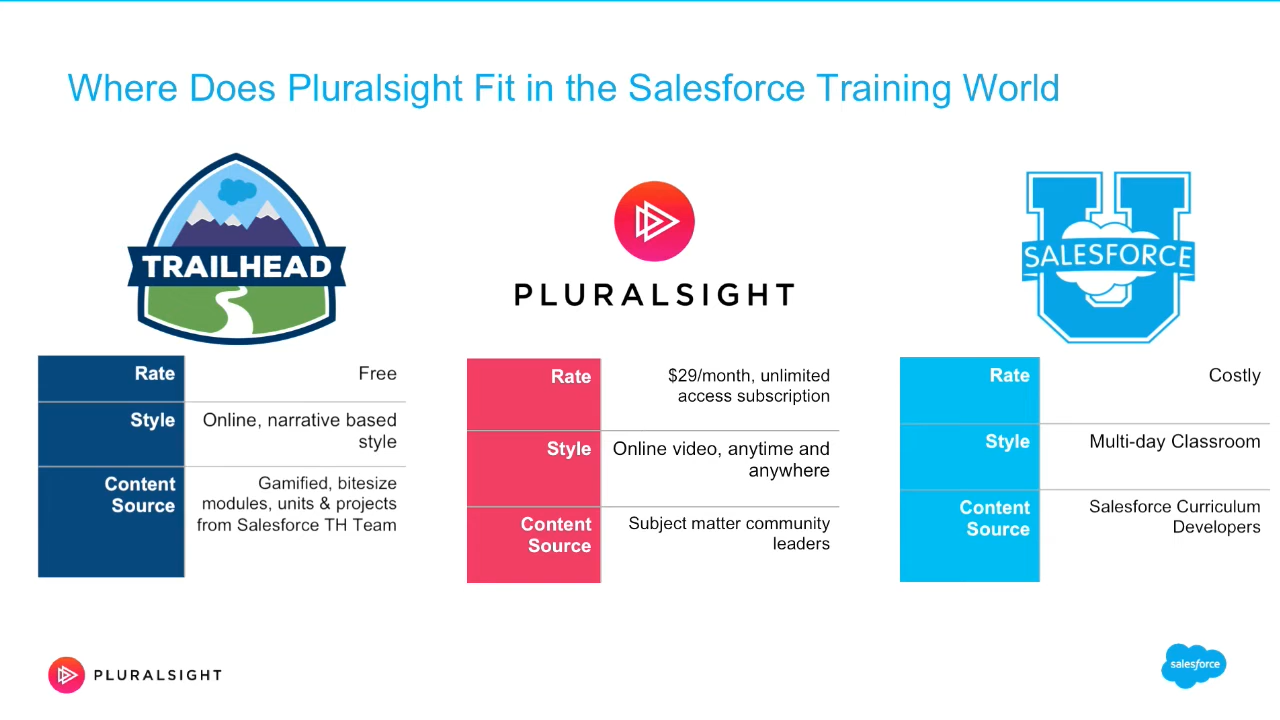 Where Does Pluralsight Fit in the Salesforce Training World
TRAILHEAD
Rate
Free
Style
Online, narrative based
style
Content
Source
Gamified, bitesize
modules, units & projects
from Salesforce TH Team
PLURALSIGHT
Rate
$29/month, unlimited
access subscription
Style
Online video, anytime and
anywhere
Content
Source
Subject matter community
leaders
U
SALESFORCE
Rate
Costly
Style
Multi-day Classroom
Content
Source
Salesforce Curriculum
Developers
PLURALSIGHT
salesforce